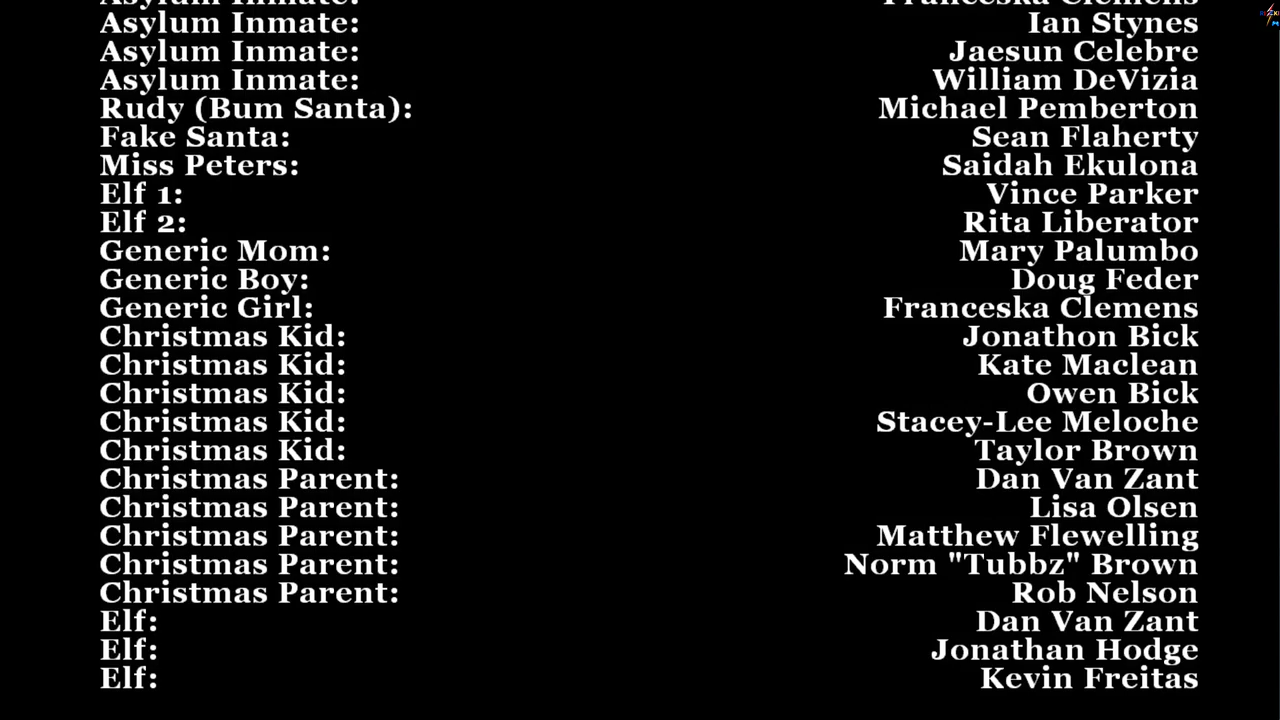 Asylum Inmate: Franceska Clemens
Asylum Inmate: Ian Stynes
Asylum Inmate: Jaesun Celebre
Asylum Inmate: William DeVizia
Rudy (Bum Santa): Michael Pemberton
Fake Santa: Sean Flaherty
Miss Peters: Saidah Ekulona
Elf 1: Vince Parker
Elf 2: Rita Liberator
Generic Mom: Mary Palumbo
Generic Boy: Doug Feder
Generic Girl: Franceska Clemens
Christmas Kid: Jonathon Bick
Christmas Kid: Kate Maclean
Christmas Kid: Owen Bick
Christmas Kid: Stacey-Lee Meloche
Christmas Kid: Taylor Brown
Christmas Parent: Dan Van Zant
Christmas Parent: Lisa Olsen
Christmas Parent: Matthew Flewelling
Christmas Parent: Norm "Tubbz" Brown
Christmas Parent: Rob Nelson
Elf: Dan Van Zant
Elf: Jonathan Hodge
Elf: Kevin Freitas